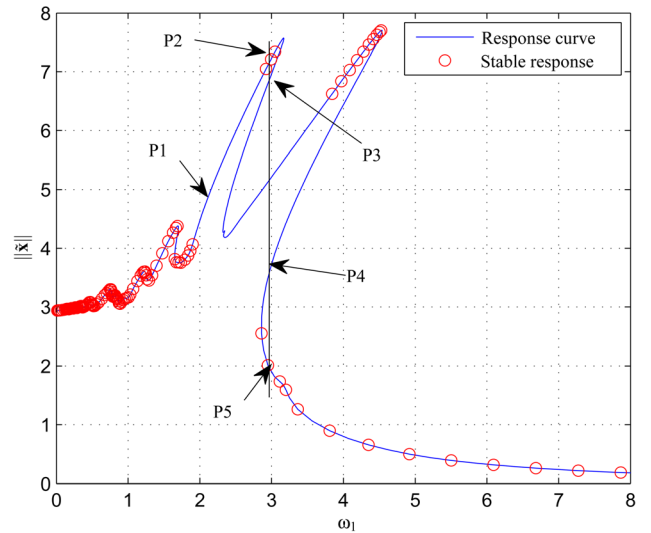 8
7
6
5
4
3
2
1
0
0 1 2 3 4 5 6 7 8
||x̃||
ω₁
Response curve
Stable response
P2
P1
P3
P4
P5